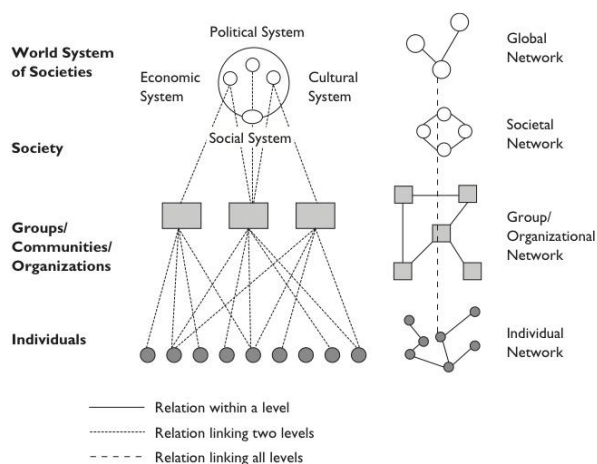 Political System
World System
of Societies
Economic
System
Cultural
System
Global
Network
Social System
Society
Societal
Network
Groups/
Communities/
Organizations
Group/
Organizational
Network
Individuals
Individual
Network
Relation within a level
Relation linking two levels
Relation linking all levels